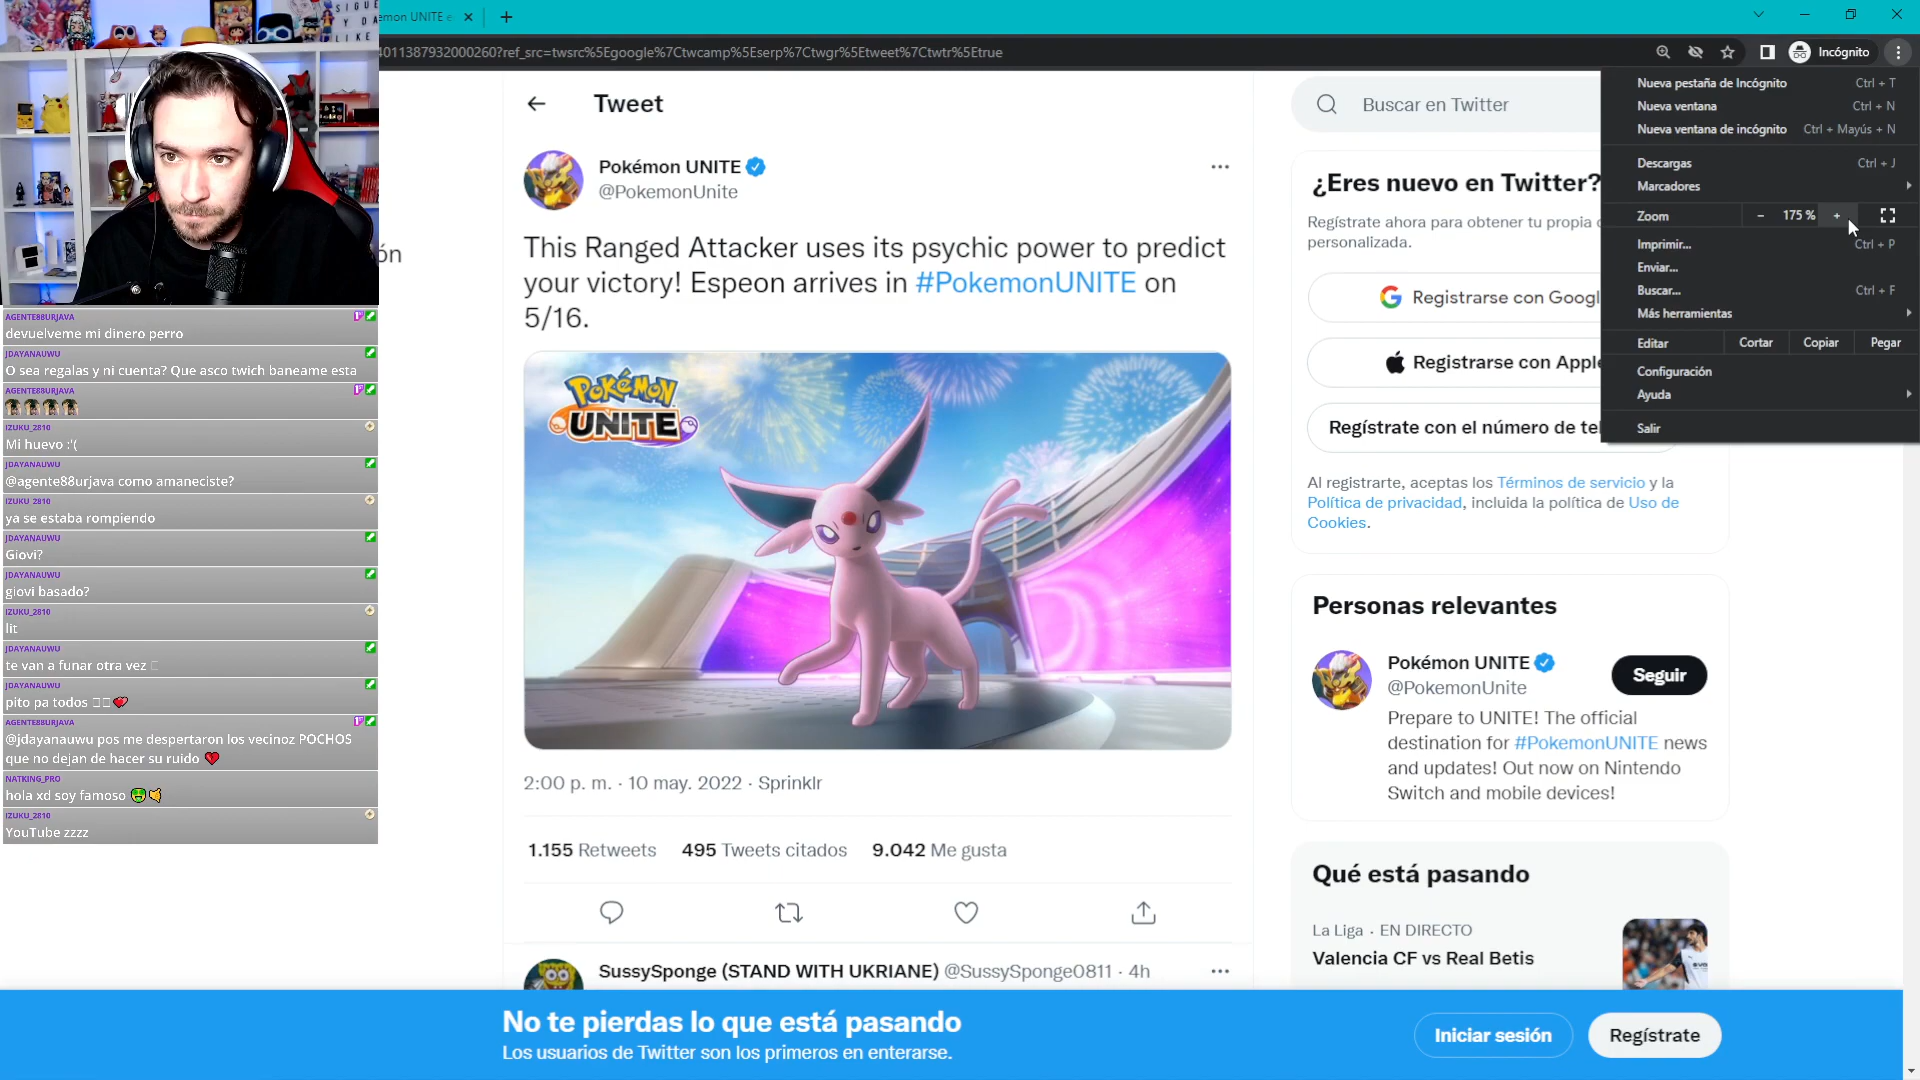 SIGUE
Y DA
LIKE
emon UNITE e
4011387932000260?ref_src=twsrc%5Egoogle%7Ctwcamp%5Eserp%7Ctwgr%5Etweet%7Ctwtr%5Etrue
Incógnito
ón
AGENTE88URJAVA
devuelveme mi dinero perro
JDAYANAUWU
O sea regalas y ni cuenta? Que asco twich baneame esta
AGENTE88URJAVA
IZUKU_2810
Mi huevo :'(
JDAYANAUWU
@agente88urjava como amaneciste?
IZUKU_2810
ya se estaba rompiendo
JDAYANAUWU
Giovi?
JDAYANAUWU
giovi basado?
IZUKU_2810
lit
JDAYANAUWU
te van a funar otra vez
JDAYANAUWU
pito pa todos
AGENTE88URJAVA
@jdayanauwu pos me despertaron los vecinoz POCHOS
que no dejan de hacer su ruido
NATKING_PRO
hola xd soy famoso
IZUKU_2810
YouTube zzzz
Tweet
Pokémon UNITE
@PokemonUnite
This Ranged Attacker uses its psychic power to predict
your victory! Espeon arrives in #PokemonUNITE on
5/16.
POKéMON
UNITE
2:00 p. m. · 10 may. 2022 · Sprinklr
1.155 Retweets 495 Tweets citados 9.042 Me gusta
SussySponge (STAND WITH UKRIANE) @SussySponge0811 · 4h
Buscar en Twitter
¿Eres nuevo en Twitter?
Regístrate ahora para obtener tu propia c
personalizada.
Registrarse con Googl
Registrarse con Apple
Regístrate con el número de tel
Al registrarte, aceptas los Términos de servicio y la
Política de privacidad, incluida la política de Uso de
Cookies.
Personas relevantes
Pokémon UNITE
@PokemonUnite
Seguir
Prepare to UNITE! The official
destination for #PokemonUNITE news
and updates! Out now on Nintendo
Switch and mobile devices!
Qué está pasando
La Liga · EN DIRECTO
Valencia CF vs Real Betis
Nueva pestaña de Incógnito Ctrl + T
Nueva ventana Ctrl + N
Nueva ventana de incógnito Ctrl + Mayús + N
Descargas Ctrl + J
Marcadores
Zoom − 175 % +
Imprimir... Ctrl + P
Enviar...
Buscar... Ctrl + F
Más herramientas
Editar Cortar Copiar Pegar
Configuración
Ayuda
Salir
No te pierdas lo que está pasando
Los usuarios de Twitter son los primeros en enterarse.
Iniciar sesión
Regístrate